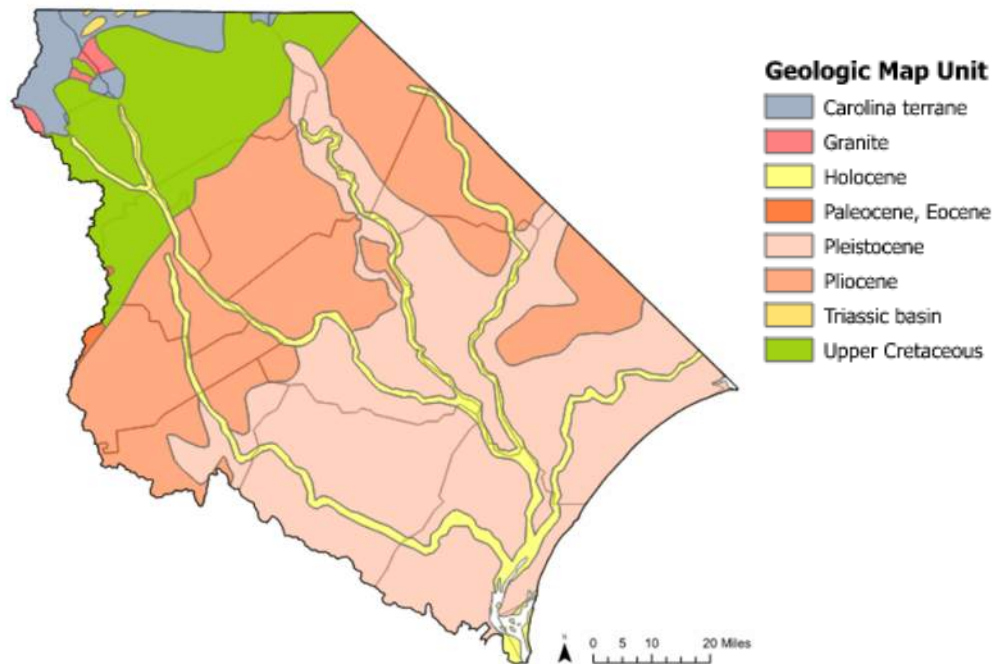 Geologic Map Unit
Carolina terrane
Granite
Holocene
Paleocene, Eocene
Pleistocene
Pliocene
Triassic basin
Upper Cretaceous
N
0 5 10 20 Miles